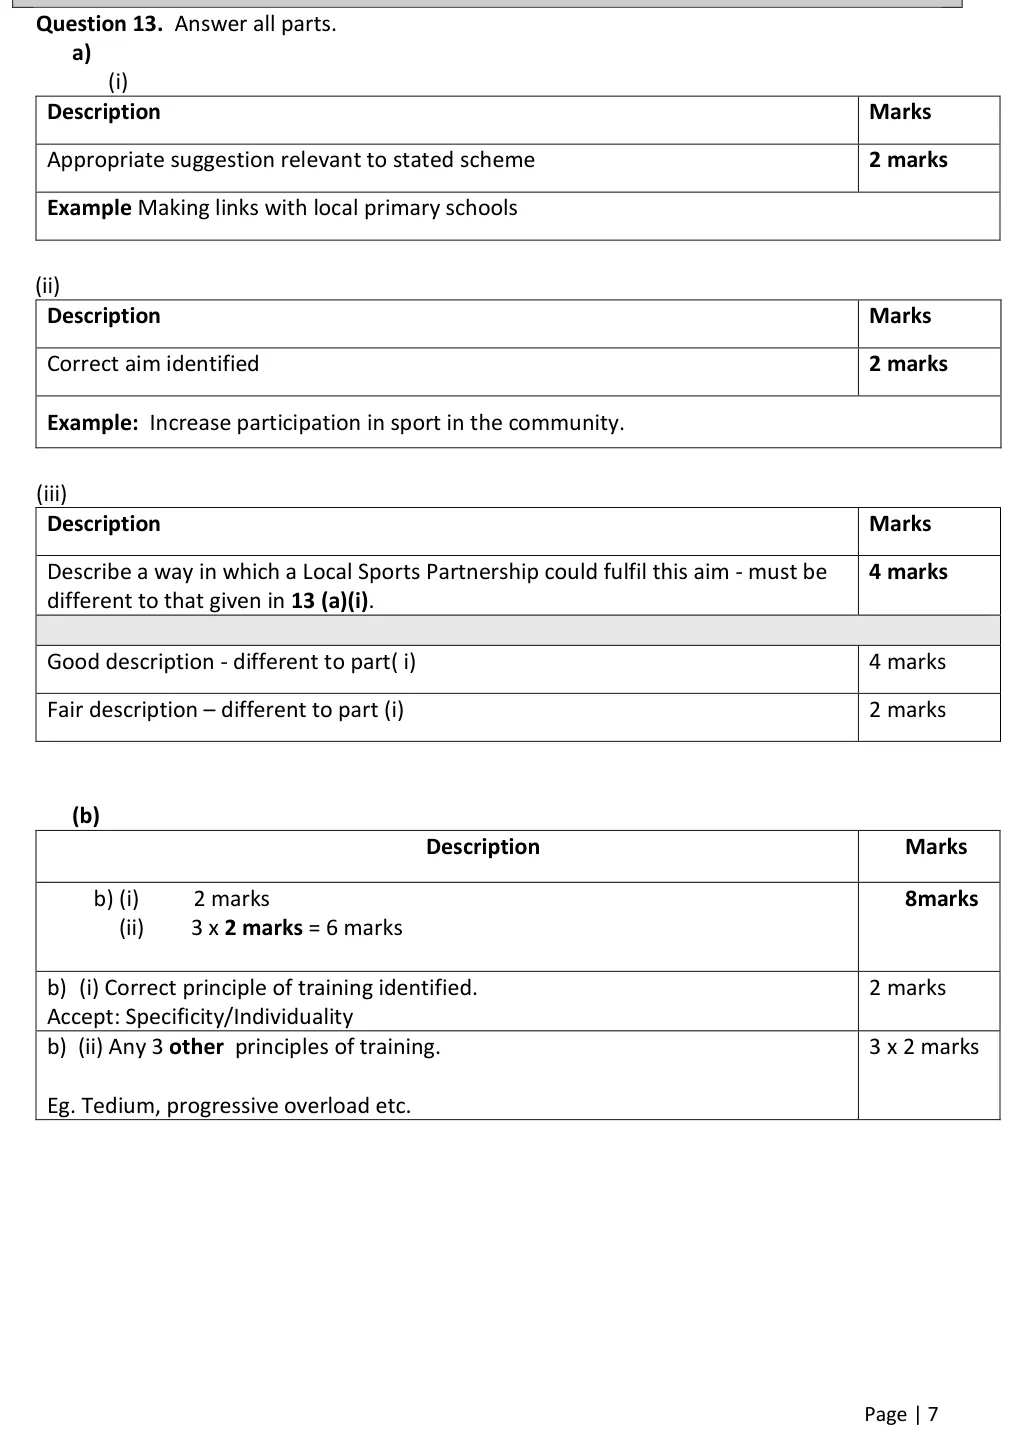 Question 13. Answer all parts.
a)
(i)
Description Marks
Appropriate suggestion relevant to stated scheme 2 marks
Example Making links with local primary schools
(ii)
Description Marks
Correct aim identified 2 marks
Example: Increase participation in sport in the community.
(iii)
Description Marks
Describe a way in which a Local Sports Partnership could fulfil this aim - must be 4 marks
different to that given in 13 (a)(i).
Good description - different to part( i) 4 marks
Fair description – different to part (i) 2 marks
(b)
Description Marks
b) (i) 2 marks 8marks
(ii) 3 x 2 marks = 6 marks
b) (i) Correct principle of training identified. 2 marks
Accept: Specificity/Individuality
b) (ii) Any 3 other principles of training. 3 x 2 marks
Eg. Tedium, progressive overload etc.
Page | 7